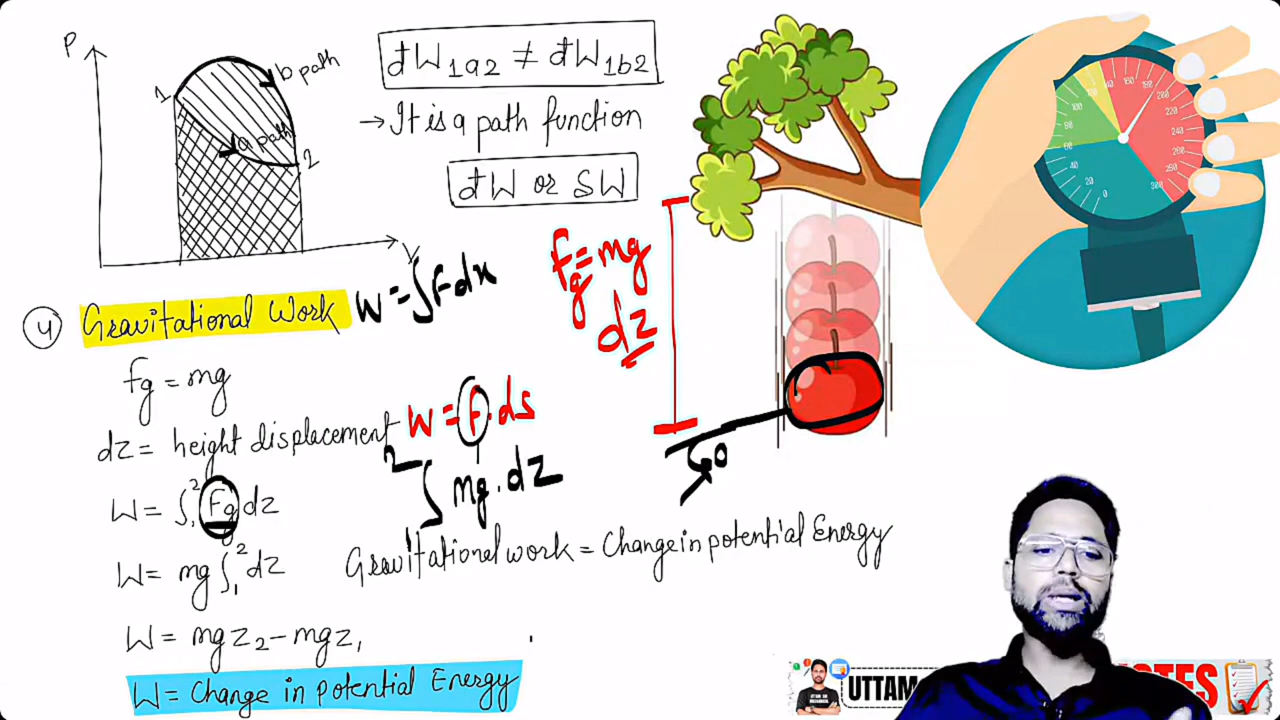 P
b path
1
a path
2
V
đW1a2 ≠ đW1b2
→ It is a path function
đW or δW
fg = mg
dz
4 Gravitational Work W = ∫F·dx
fg = mg
dz = height displacement
W = F·ds
W = ∫₁² Fg dz
∫₁² mg·dz
0
W = mg ∫₁² dz
Gravitational work = Change in potential Energy
W = mgz₂ - mgz₁
W = Change in potential Energy
UTTAM